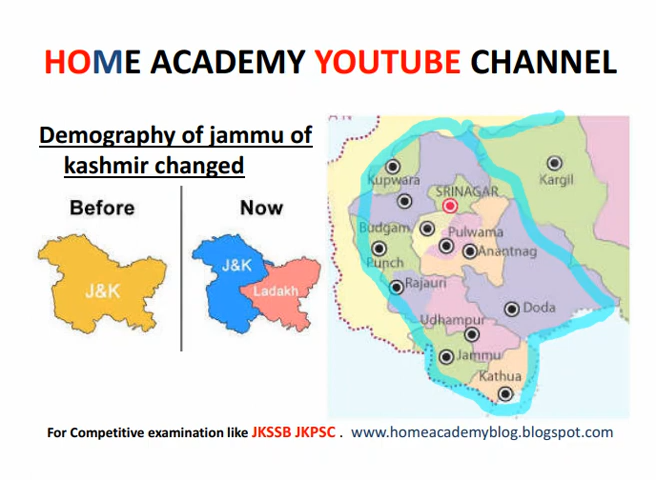 HOME ACADEMY YOUTUBE CHANNEL
Demography of jammu of
kashmir changed
Before
Now
J&K
J&K
Ladakh
A N
Kupwara
Kargil
SRINAGAR
Budgam
Pulwama
Punch
Anantnag
Rajauri
Doda
Udhampur
Jammu
Kathua
For Competitive examination like JKSSB JKPSC . www.homeacademyblog.blogspot.com